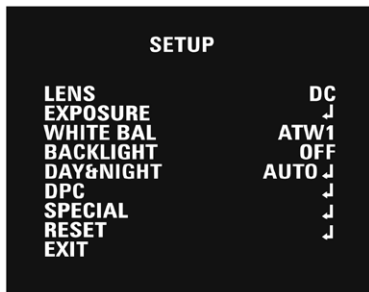 SETUP
LENS DC
EXPOSURE ↲
WHITE BAL ATW1
BACKLIGHT OFF
DAY&NIGHT AUTO ↲
DPC ↲
SPECIAL ↲
RESET ↲
EXIT